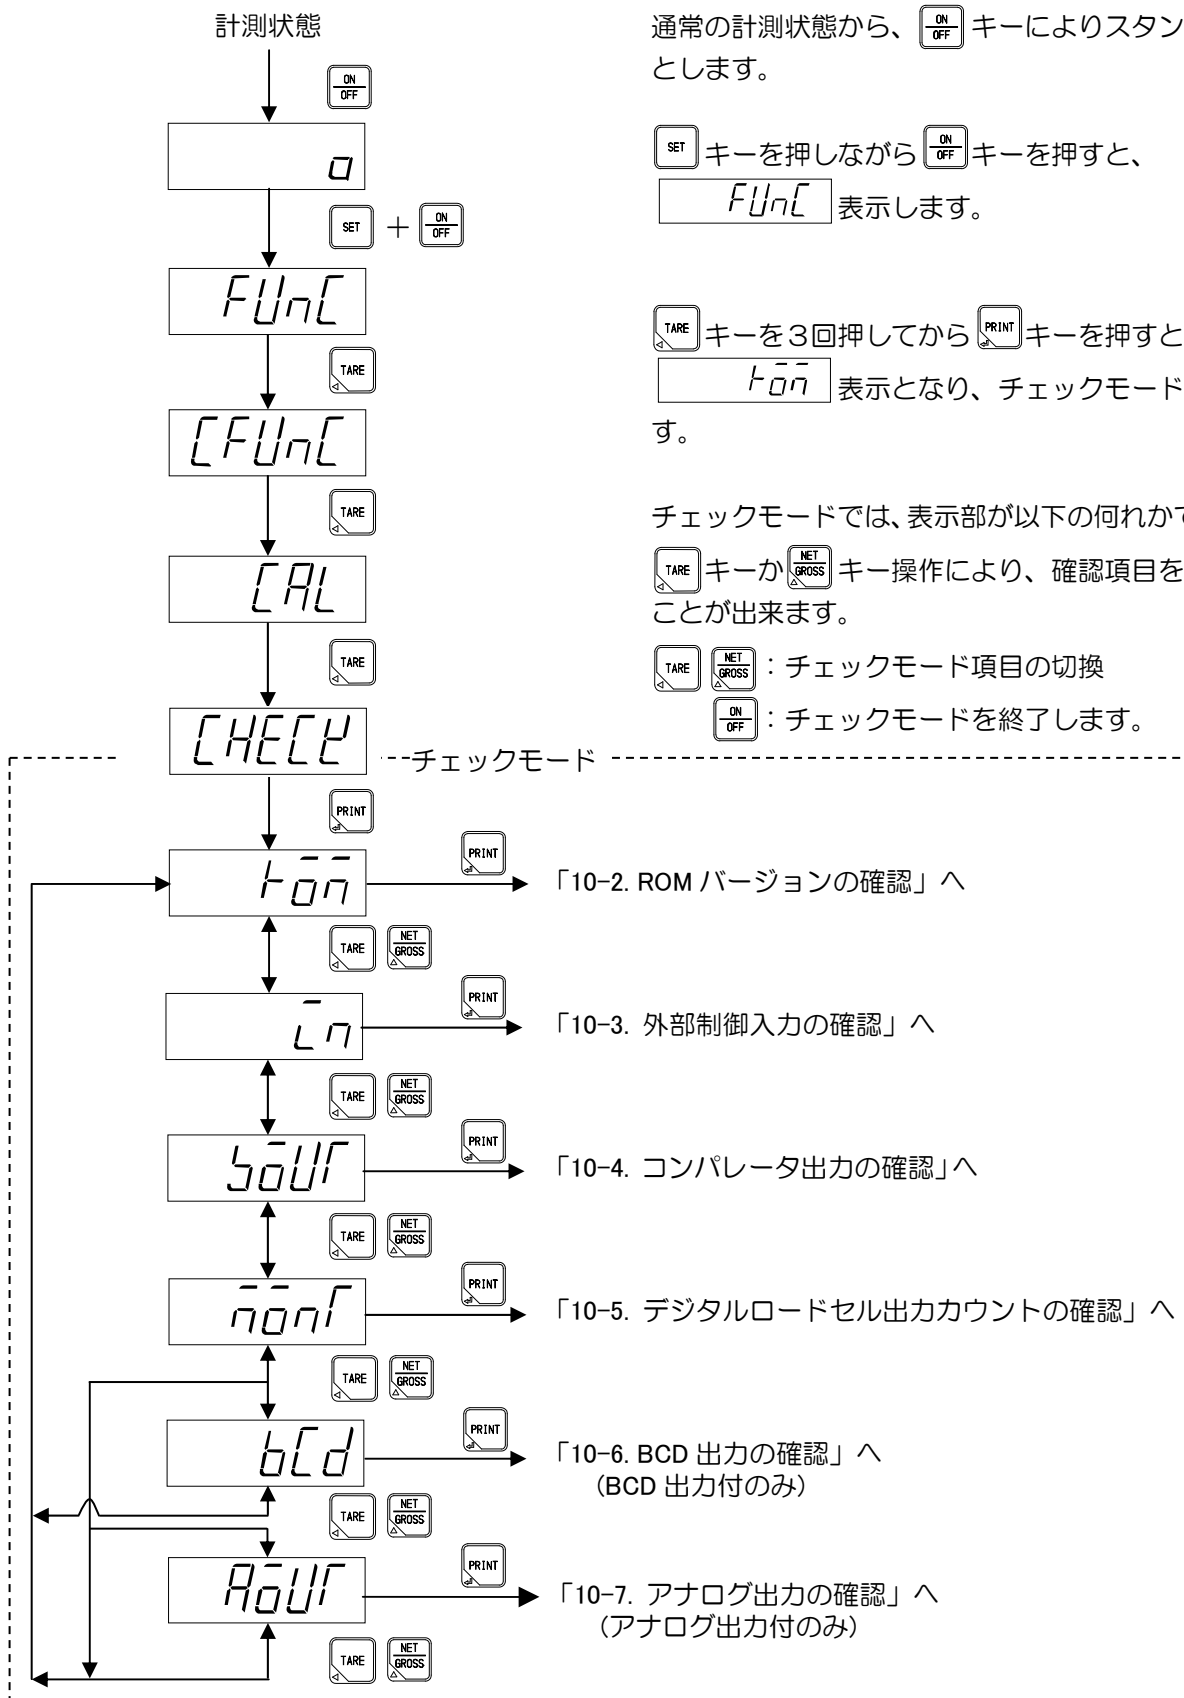 計測状態
ON
OFF
o
SET + ON
OFF
FUnC
TARE
CFUnC
TARE
CAL
TARE
CHECK
通常の計測状態から、 ON OFF キーによりスタン
とします。
SET キーを押しながら ON OFF キーを押すと、
FUnC 表示します。
TARE キーを3回押してから PRINT キーを押すと
rom 表示となり、チェックモード
す。
チェックモードでは、表示部が以下の何れかで
TARE キーか NET GROSS キー操作により、確認項目を
ことが出来ます。
TARE NET GROSS :チェックモード項目の切換
ON OFF :チェックモードを終了します。
チェックモード
PRINT
rom
PRINT
「10-2. ROM バージョンの確認」へ
TARE NET GROSS
in
PRINT
「10-3. 外部制御入力の確認」へ
TARE NET GROSS
SoUT
PRINT
「10-4. コンパレータ出力の確認」へ
TARE NET GROSS
monT
PRINT
「10-5. デジタルロードセル出力カウントの確認」へ
TARE NET GROSS
bCd
PRINT
「10-6. BCD 出力の確認」へ
(BCD 出力付のみ)
TARE NET GROSS
AoUT
PRINT
「10-7. アナログ出力の確認」へ
(アナログ出力付のみ)
TARE NET GROSS